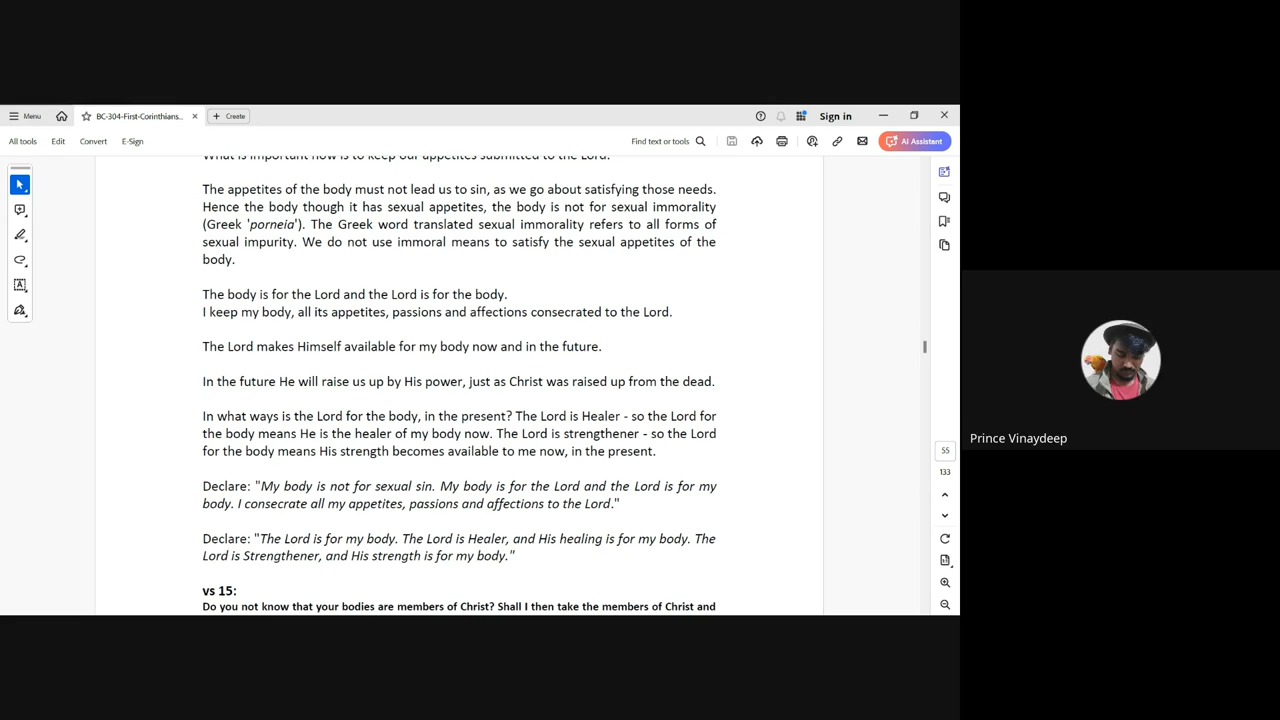 Menu
BC-304-First-Corinthians...
Create
Sign in
All tools
Edit
Convert
E-Sign
Find text or tools
AI Assistant
What is important now is to keep our appetites submitted to the Lord.
The appetites of the body must not lead us to sin, as we go about satisfying those needs.
Hence the body though it has sexual appetites, the body is not for sexual immorality
(Greek 'porneia'). The Greek word translated sexual immorality refers to all forms of
sexual impurity. We do not use immoral means to satisfy the sexual appetites of the
body.
The body is for the Lord and the Lord is for the body.
I keep my body, all its appetites, passions and affections consecrated to the Lord.
The Lord makes Himself available for my body now and in the future.
In the future He will raise us up by His power, just as Christ was raised up from the dead.
In what ways is the Lord for the body, in the present? The Lord is Healer - so the Lord for
the body means He is the healer of my body now. The Lord is strengthener - so the Lord
for the body means His strength becomes available to me now, in the present.
Declare: "My body is not for sexual sin. My body is for the Lord and the Lord is for my
body. I consecrate all my appetites, passions and affections to the Lord."
Declare: "The Lord is for my body. The Lord is Healer, and His healing is for my body. The
Lord is Strengthener, and His strength is for my body."
vs 15:
Do you not know that your bodies are members of Christ? Shall I then take the members of Christ and
55
133
Prince Vinaydeep